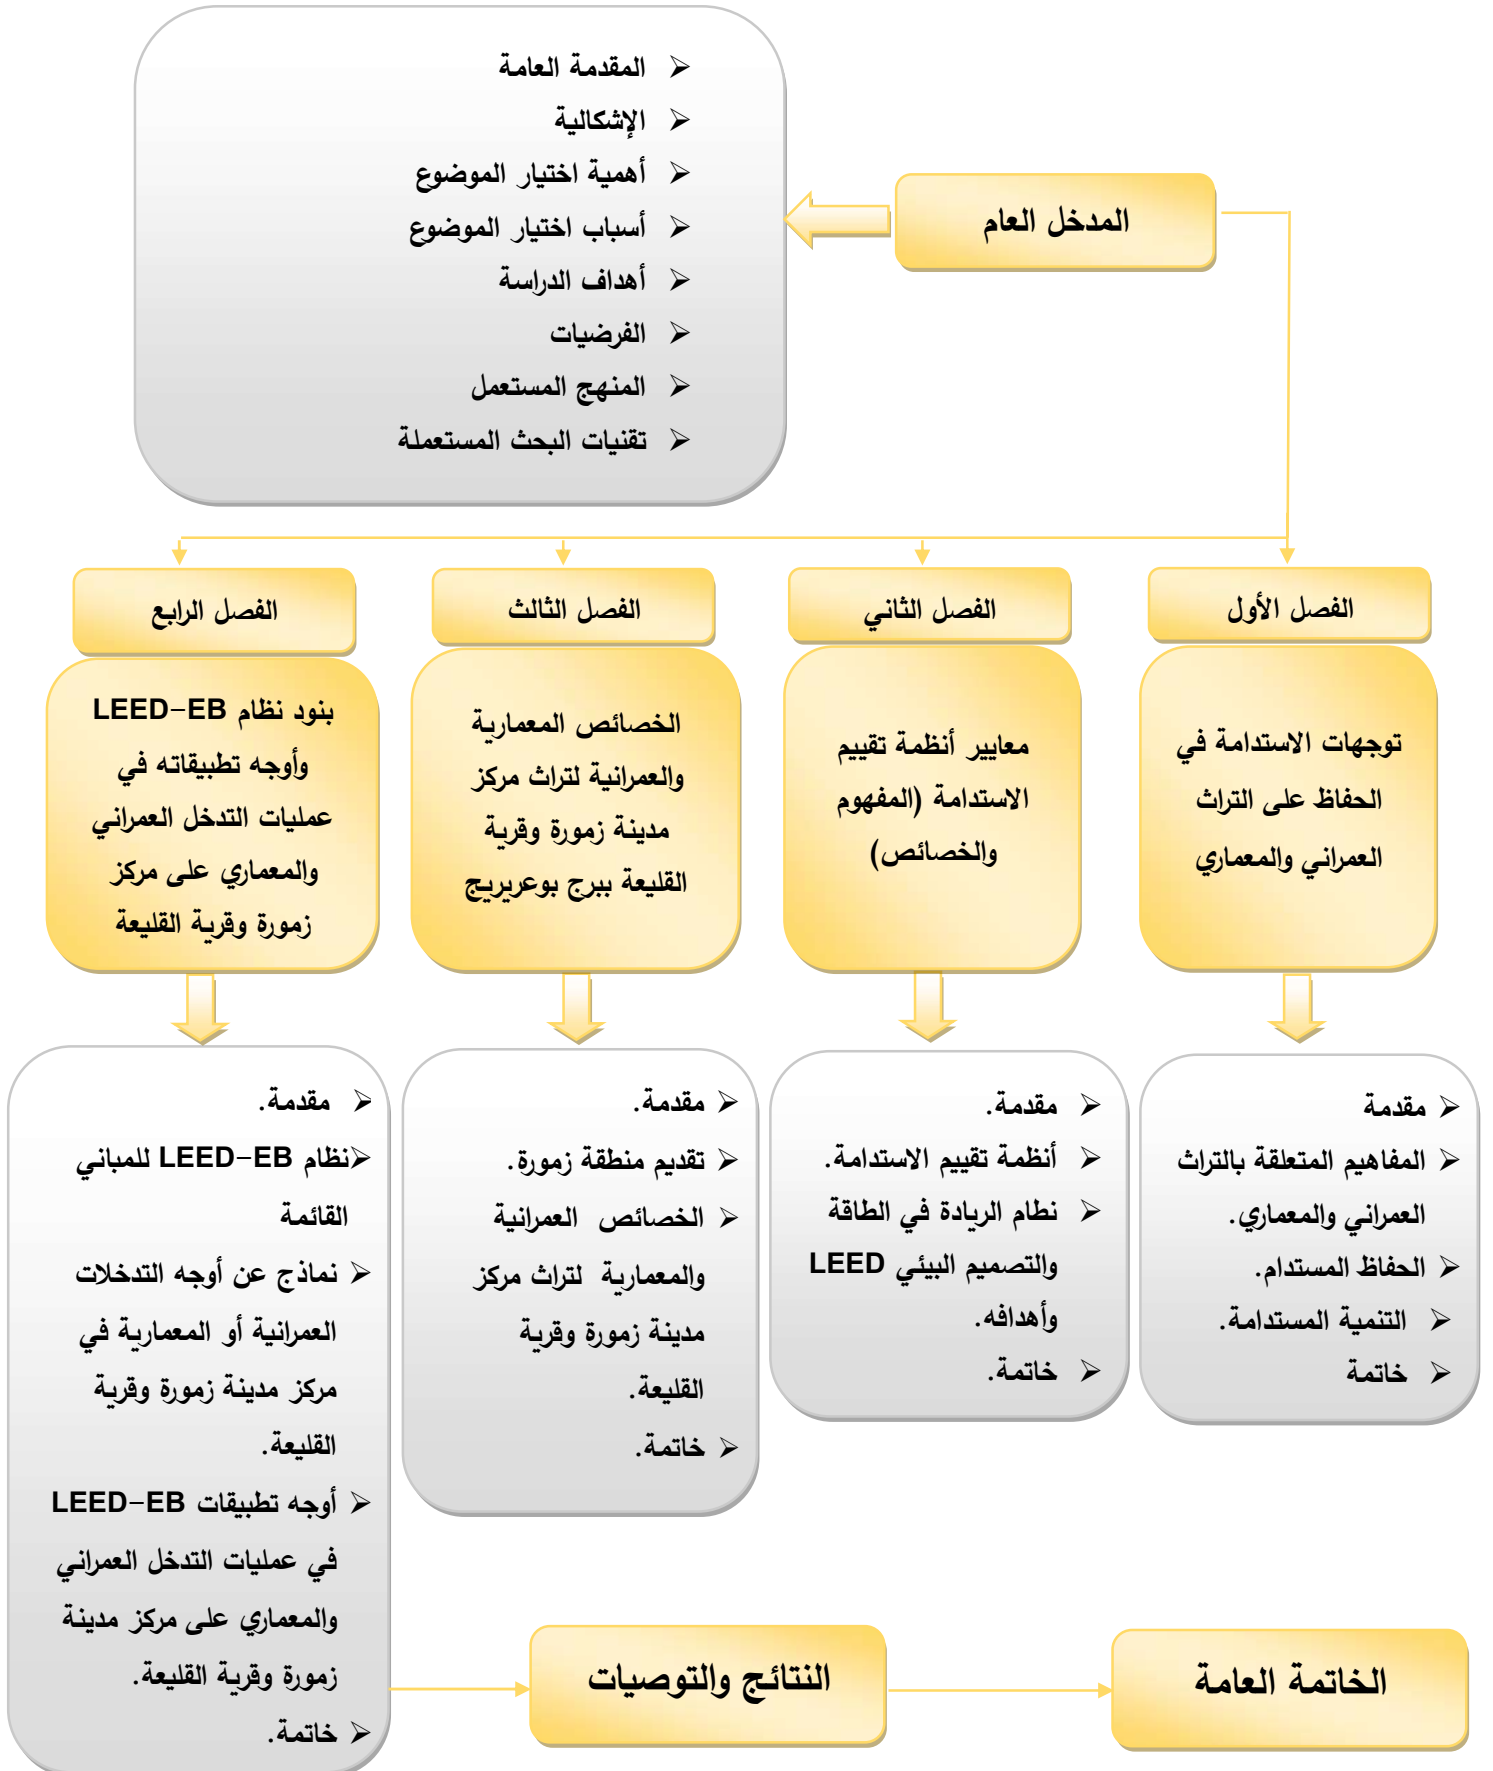 المقدمة العامة
الإشكالية
أهمية اختيار الموضوع
أسباب اختيار الموضوع
أهداف الدراسة
الفرضيات
المنهج المستعمل
تقنيات البحث المستعملة
المدخل العام
الفصل الأول
توجهات الاستدامة في
الحفاظ على التراث
العمراني والمعماري
مقدمة
المفاهيم المتعلقة بالتراث
العمراني والمعماري.
الحفاظ المستدام.
التنمية المستدامة.
خاتمة
الفصل الثاني
معايير أنظمة تقييم
الاستدامة (المفهوم
والخصائص)
مقدمة.
أنظمة تقييم الاستدامة.
نطام الريادة في الطاقة
والتصميم البيئي LEED
وأهدافه.
خاتمة.
الفصل الثالث
الخصائص المعمارية
والعمرانية لتراث مركز
مدينة زمورة وقرية
القليعة ببرج بوعريريج
مقدمة.
تقديم منطقة زمورة.
الخصائص العمرانية
والمعمارية لتراث مركز
مدينة زمورة وقرية
القليعة.
خاتمة.
الفصل الرابع
بنود نظام LEED-EB
وأوجه تطبيقاته في
عمليات التدخل العمراني
والمعماري على مركز
زمورة وقرية القليعة
مقدمة.
نظام LEED-EB للمباني
القائمة
نماذج عن أوجه التدخلات
العمرانية أو المعمارية في
مركز مدينة زمورة وقرية
القليعة.
أوجه تطبيقات LEED-EB
في عمليات التدخل العمراني
والمعماري على مركز مدينة
زمورة وقرية القليعة.
خاتمة.
النتائج والتوصيات
الخاتمة العامة